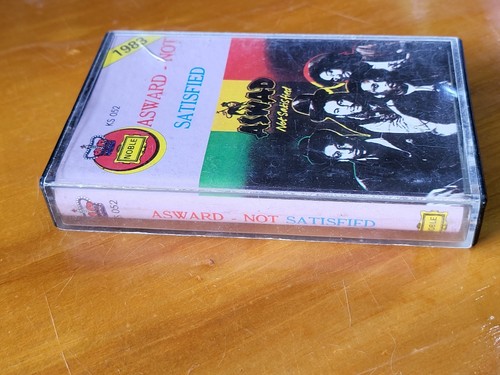 1983
ASWARD - NOT
SATISFIED
KS 052
NOBLE
ASWAD
Not Satisfied
052
ASWARD - NOT SATISFIED
NOBLE